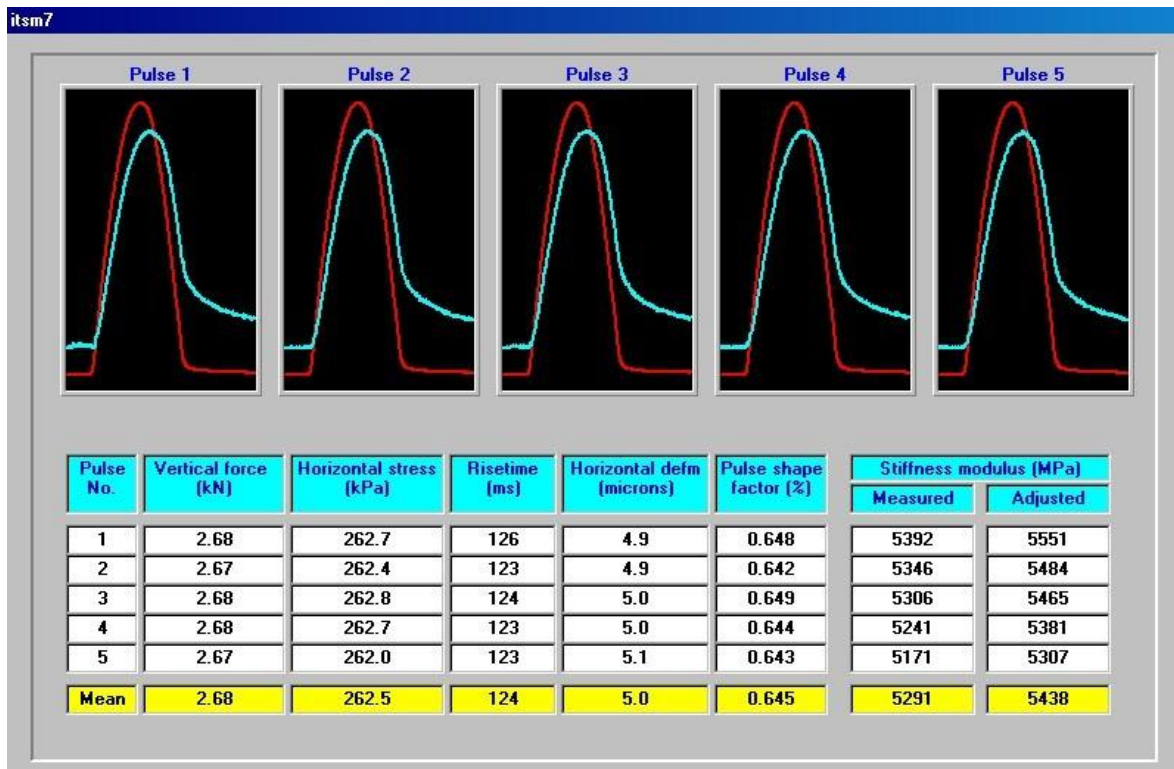 itsm7
Pulse 1 Pulse 2 Pulse 3 Pulse 4 Pulse 5
Pulse No. Vertical force (kN) Horizontal stress (kPa) Risetime (ms) Horizontal defm (microns) Pulse shape factor (%) Stiffness modulus (MPa)
Measured Adjusted
1 2.68 262.7 126 4.9 0.648 5392 5551
2 2.67 262.4 123 4.9 0.642 5346 5484
3 2.68 262.8 124 5.0 0.649 5306 5465
4 2.68 262.7 123 5.0 0.644 5241 5381
5 2.67 262.0 123 5.1 0.643 5171 5307
Mean 2.68 262.5 124 5.0 0.645 5291 5438